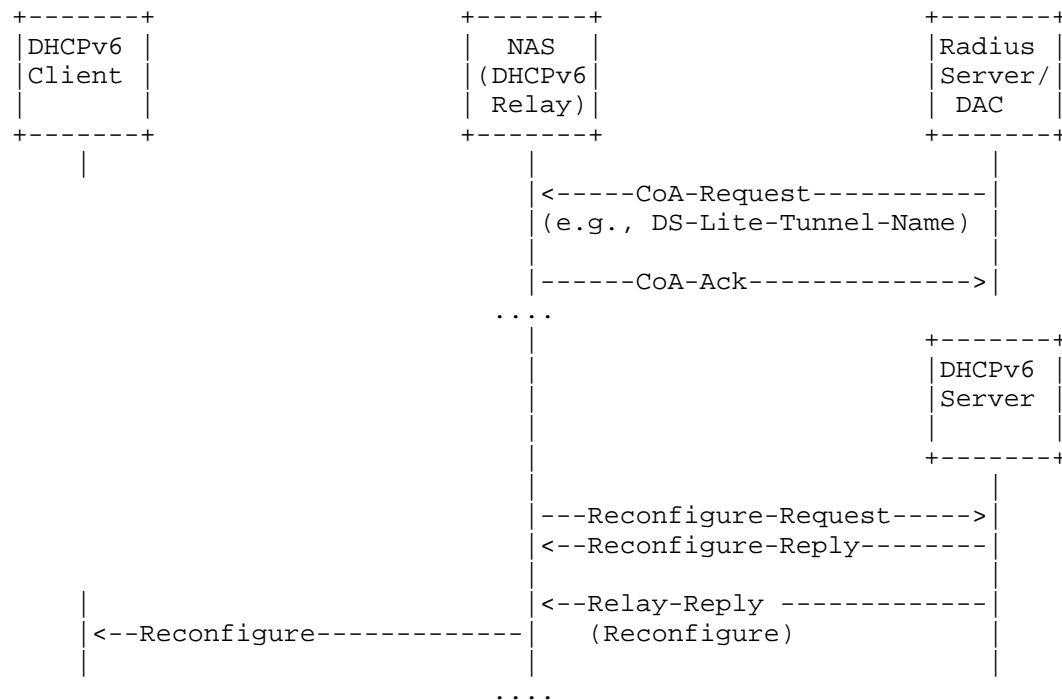 DHCPv6 Client
NAS (DHCPv6 Relay)
Radius Server/ DAC
<-----CoA-Request-----------
(e.g., DS-Lite-Tunnel-Name)
------CoA-Ack-------------->
....
DHCPv6 Server
---Reconfigure-Request----->
<--Reconfigure-Reply--------
<--Relay-Reply -------------
<--Reconfigure-------------
(Reconfigure)
....